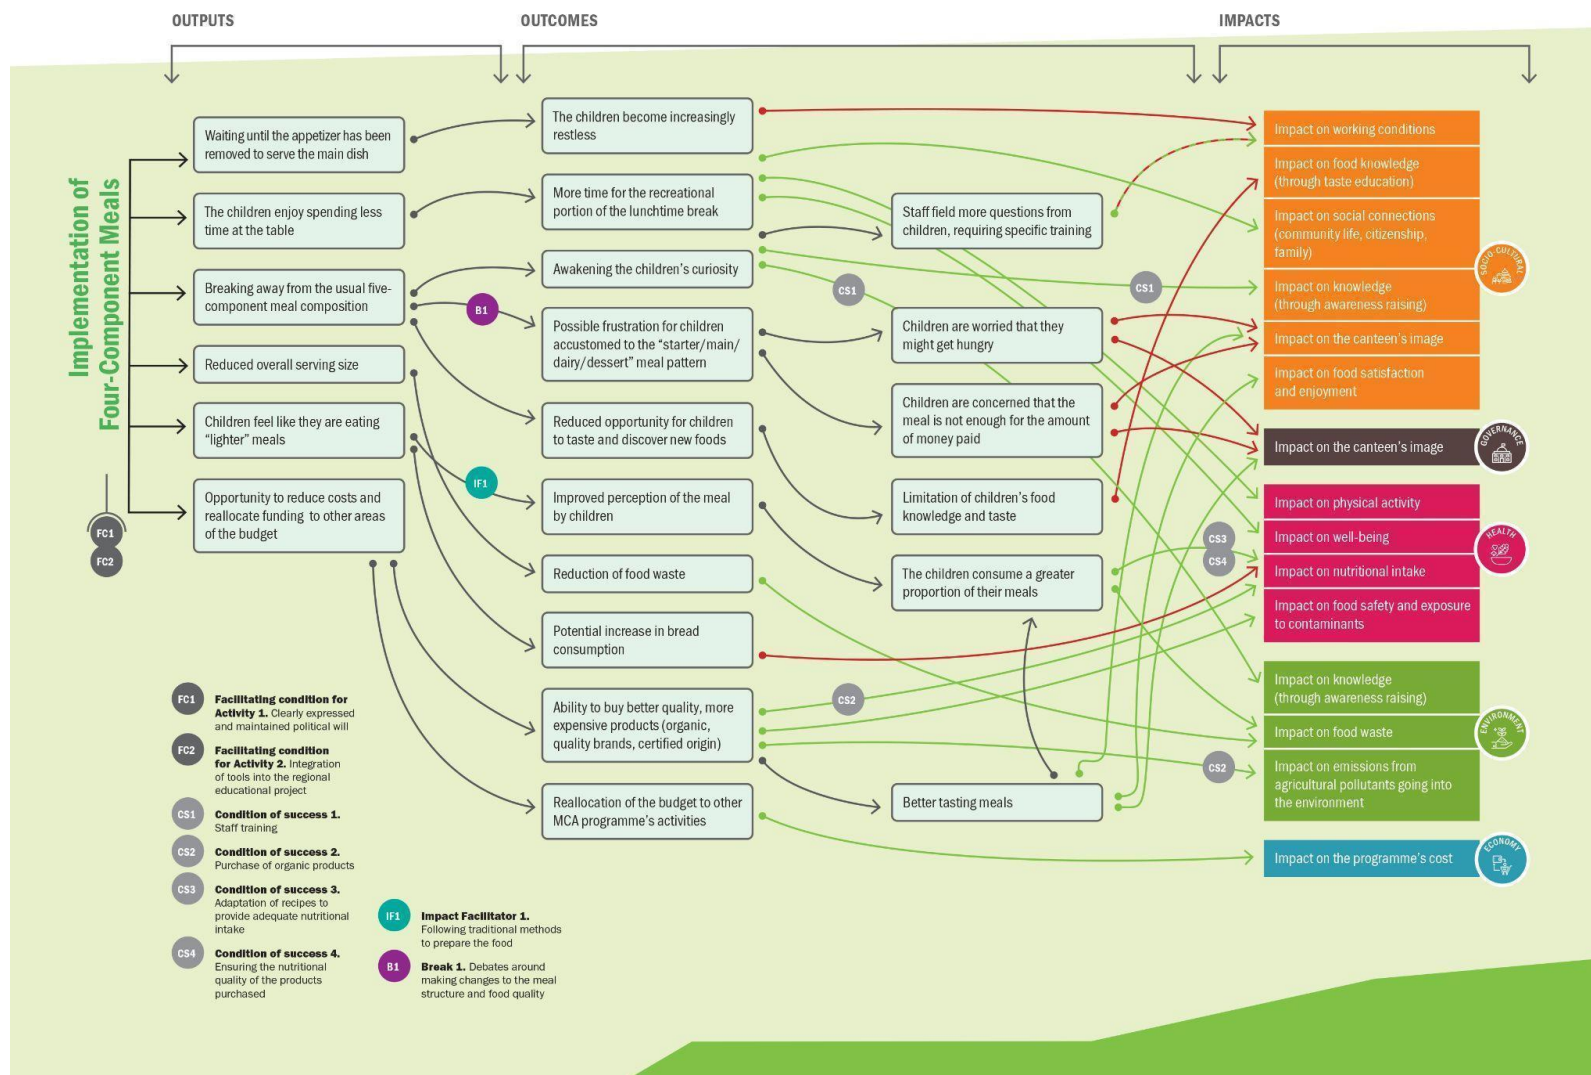 OUTPUTS
OUTCOMES
IMPACTS
Implementation of
Four-Component Meals
FC1
FC2
Waiting until the appetizer has been
removed to serve the main dish
The children enjoy spending less
time at the table
Breaking away from the usual five-
component meal composition
Reduced overall serving size
Children feel like they are eating
"lighter" meals
Opportunity to reduce costs and
reallocate funding to other areas
of the budget
B1
IF1
The children become increasingly
restless
More time for the recreational
portion of the lunchtime break
Awakening the children's curiosity
Possible frustration for children
accustomed to the "starter/main/
dairy/dessert" meal pattern
Reduced opportunity for children
to taste and discover new foods
Improved perception of the meal
by children
Reduction of food waste
Potential increase in bread
consumption
Ability to buy better quality, more
expensive products (organic,
quality brands, certified origin)
Reallocation of the budget to other
MCA programme's activities
CS1
CS2
Staff field more questions from
children, requiring specific training
Children are worried that they
might get hungry
Children are concerned that the
meal is not enough for the amount
of money paid
Limitation of children's food
knowledge and taste
The children consume a greater
proportion of their meals
Better tasting meals
CS1
CS3
CS4
CS2
Impact on working conditions
Impact on food knowledge
(through taste education)
Impact on social connections
(community life, citizenship,
family)
Impact on knowledge
(through awareness raising)
Impact on the canteen's image
Impact on food satisfaction
and enjoyment
SOCIO-CULTURAL
Impact on the canteen's image
GOVERNANCE
Impact on physical activity
Impact on well-being
Impact on nutritional intake
Impact on food safety and exposure
to contaminants
HEALTH
Impact on knowledge
(through awareness raising)
Impact on food waste
Impact on emissions from
agricultural pollutants going into
the environment
ENVIRONMENT
Impact on the programme's cost
ECONOMY
FC1
Facilitating condition for
Activity 1. Clearly expressed
and maintained political will
FC2
Facilitating condition
for Activity 2. Integration
of tools into the regional
educational project
CS1
Condition of success 1.
Staff training
CS2
Condition of success 2.
Purchase of organic products
CS3
Condition of success 3.
Adaptation of recipes to
provide adequate nutritional
intake
CS4
Condition of success 4.
Ensuring the nutritional
quality of the products
purchased
IF1
Impact Facilitator 1.
Following traditional methods
to prepare the food
B1
Break 1. Debates around
making changes to the meal
structure and food quality